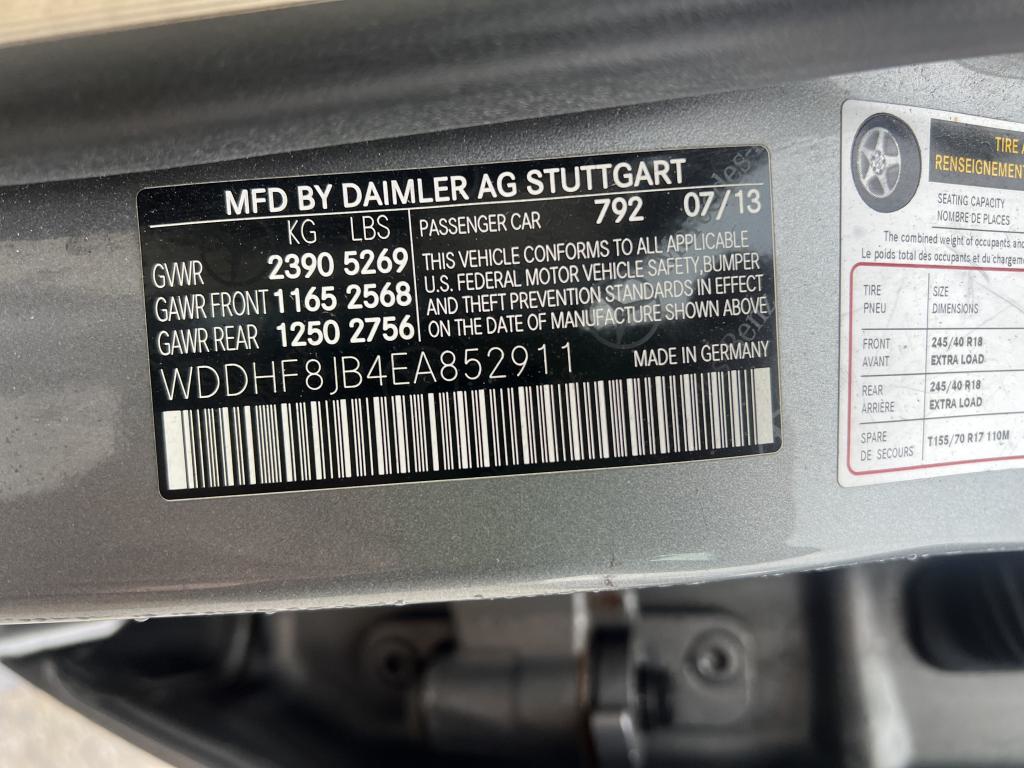 MFD BY DAIMLER AG STUTTGART
KG LBS
GVWR 2390 5269
GAWR FRONT 1165 2568
GAWR REAR 1250 2756
PASSENGER CAR 792 07/13
THIS VEHICLE CONFORMS TO ALL APPLICABLE
U.S. FEDERAL MOTOR VEHICLE SAFETY,BUMPER
AND THEFT PREVENTION STANDARDS IN EFFECT
ON THE DATE OF MANUFACTURE SHOWN ABOVE
WDDHF8JB4EA852911 MADE IN GERMANY
TIRE
RENSEIGNEMENT
SEATING CAPACITY
NOMBRE DE PLACES
The combined weight of occupants and
Le poids total des occupants et du chargeme
TIRE SIZE
PNEU DIMENSIONS
FRONT 245/40 R18
AVANT EXTRA LOAD
REAR 245/40 R18
ARRIÈRE EXTRA LOAD
SPARE T155/70 R17 110M
DE SECOURS